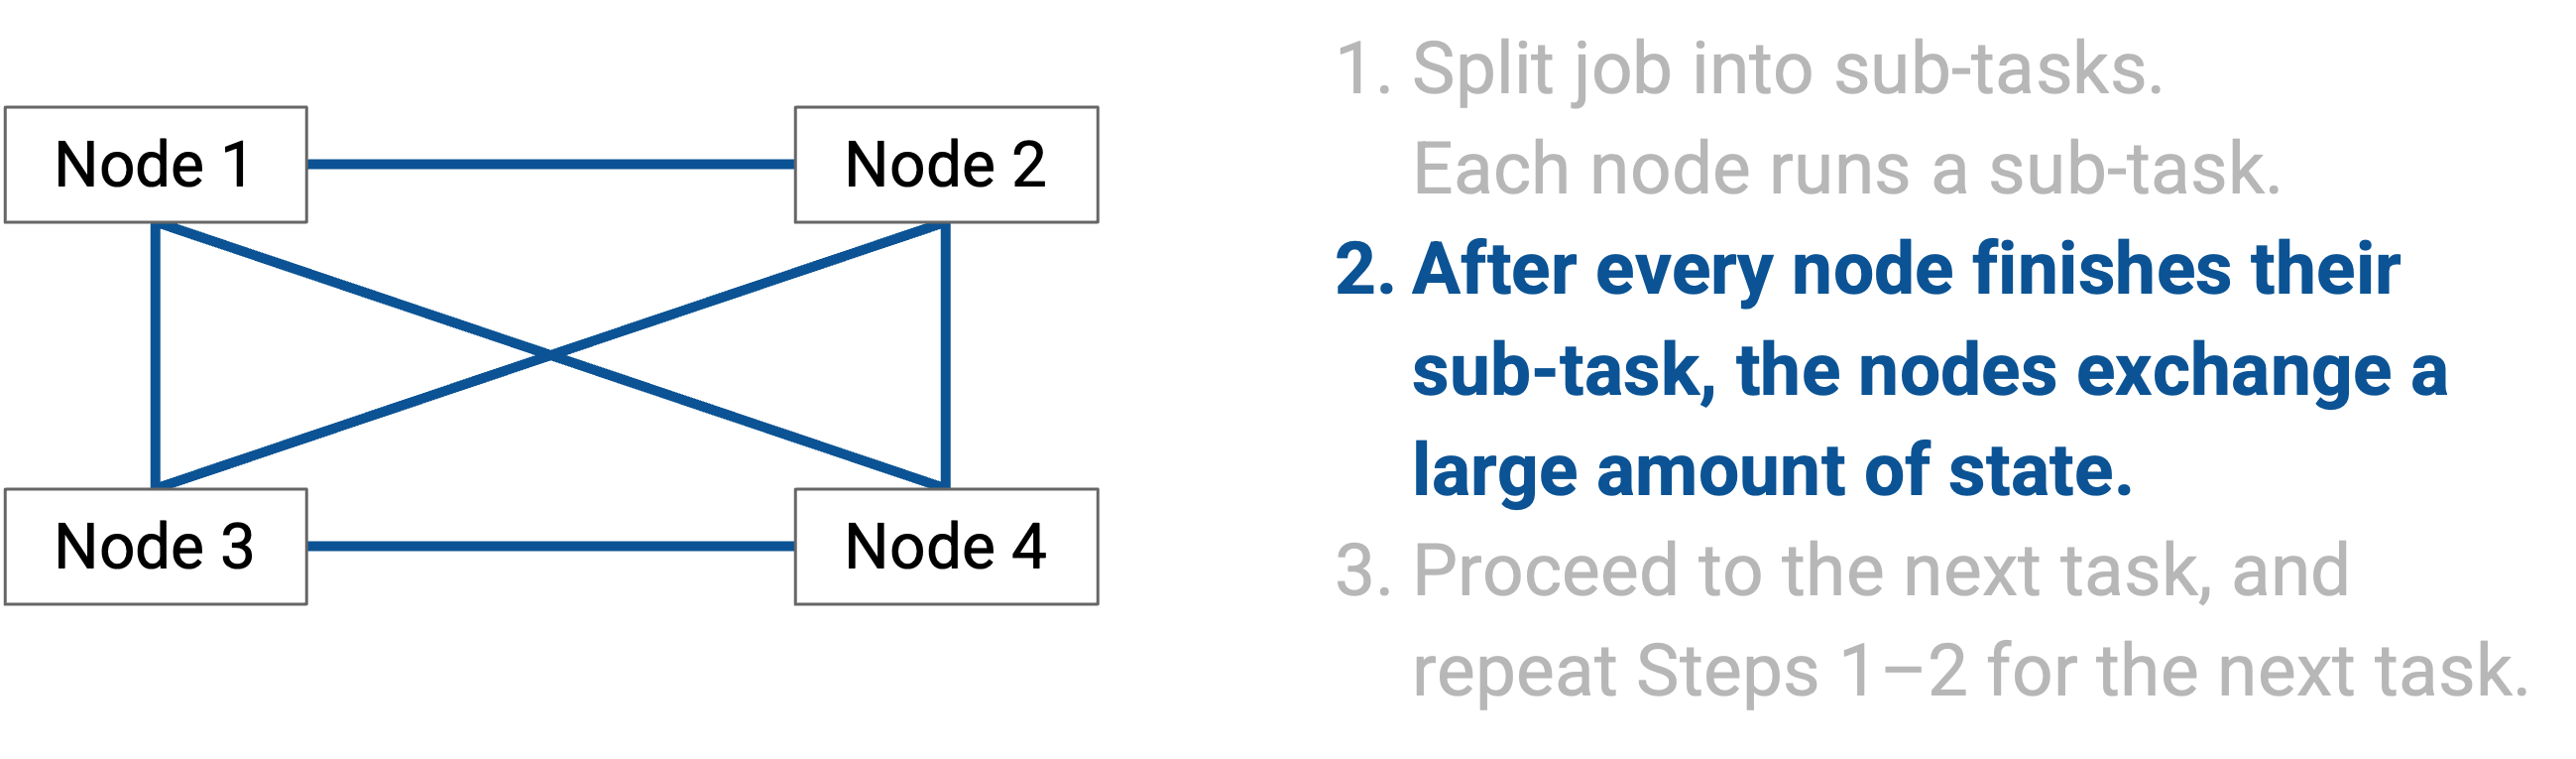 Node 1
Node 2
Node 3
Node 4
1. Split job into sub-tasks.
Each node runs a sub-task.
2. After every node finishes their
sub-task, the nodes exchange a
large amount of state.
3. Proceed to the next task, and
repeat Steps 1–2 for the next task.